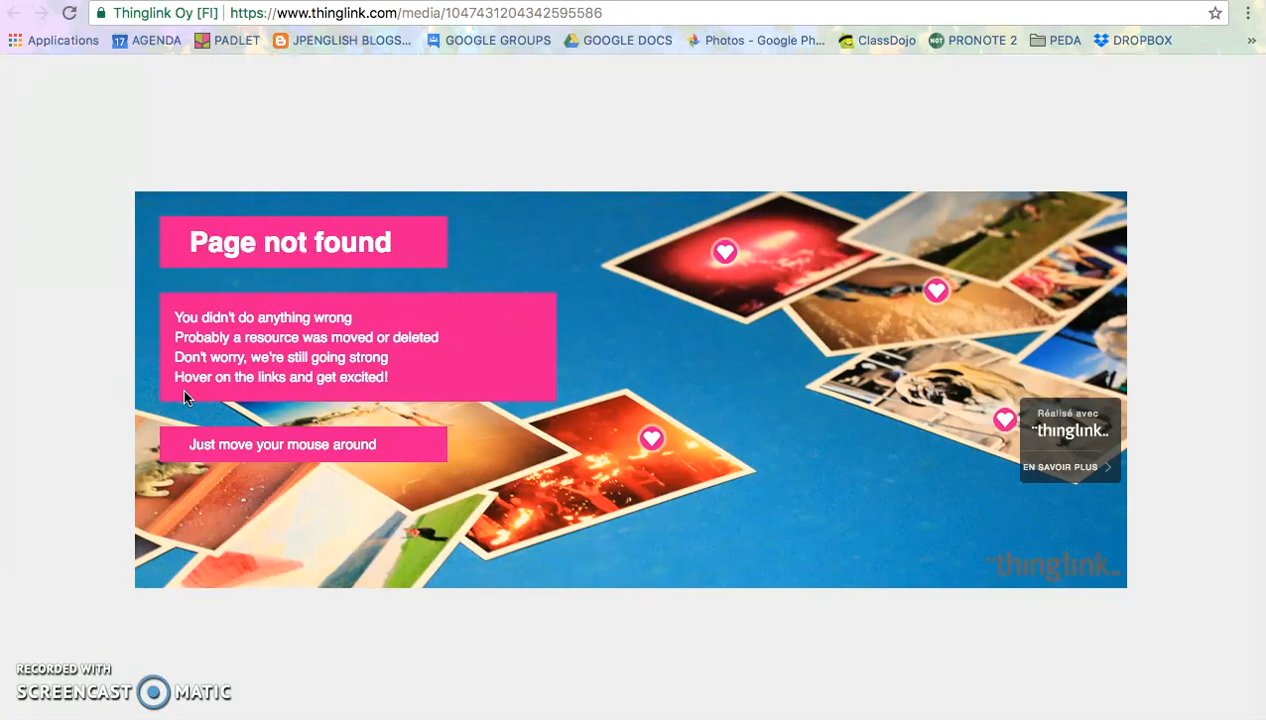 Thinglink Oy [FI] https://www.thinglink.com/media/1047431204342595586
Applications 17 AGENDA PADLET JPENGLISH BLOGS... GOOGLE GROUPS GOOGLE DOCS Photos - Google Ph... ClassDojo NOT PRONOTE 2 PEDA DROPBOX »
Page not found
You didn't do anything wrong
Probably a resource was moved or deleted
Don't worry, we're still going strong
Hover on the links and get excited!
Just move your mouse around
Réalisé avec
¨thinglink..
EN SAVOIR PLUS
¨thinglink..
RECORDED WITH
SCREENCAST MATIC